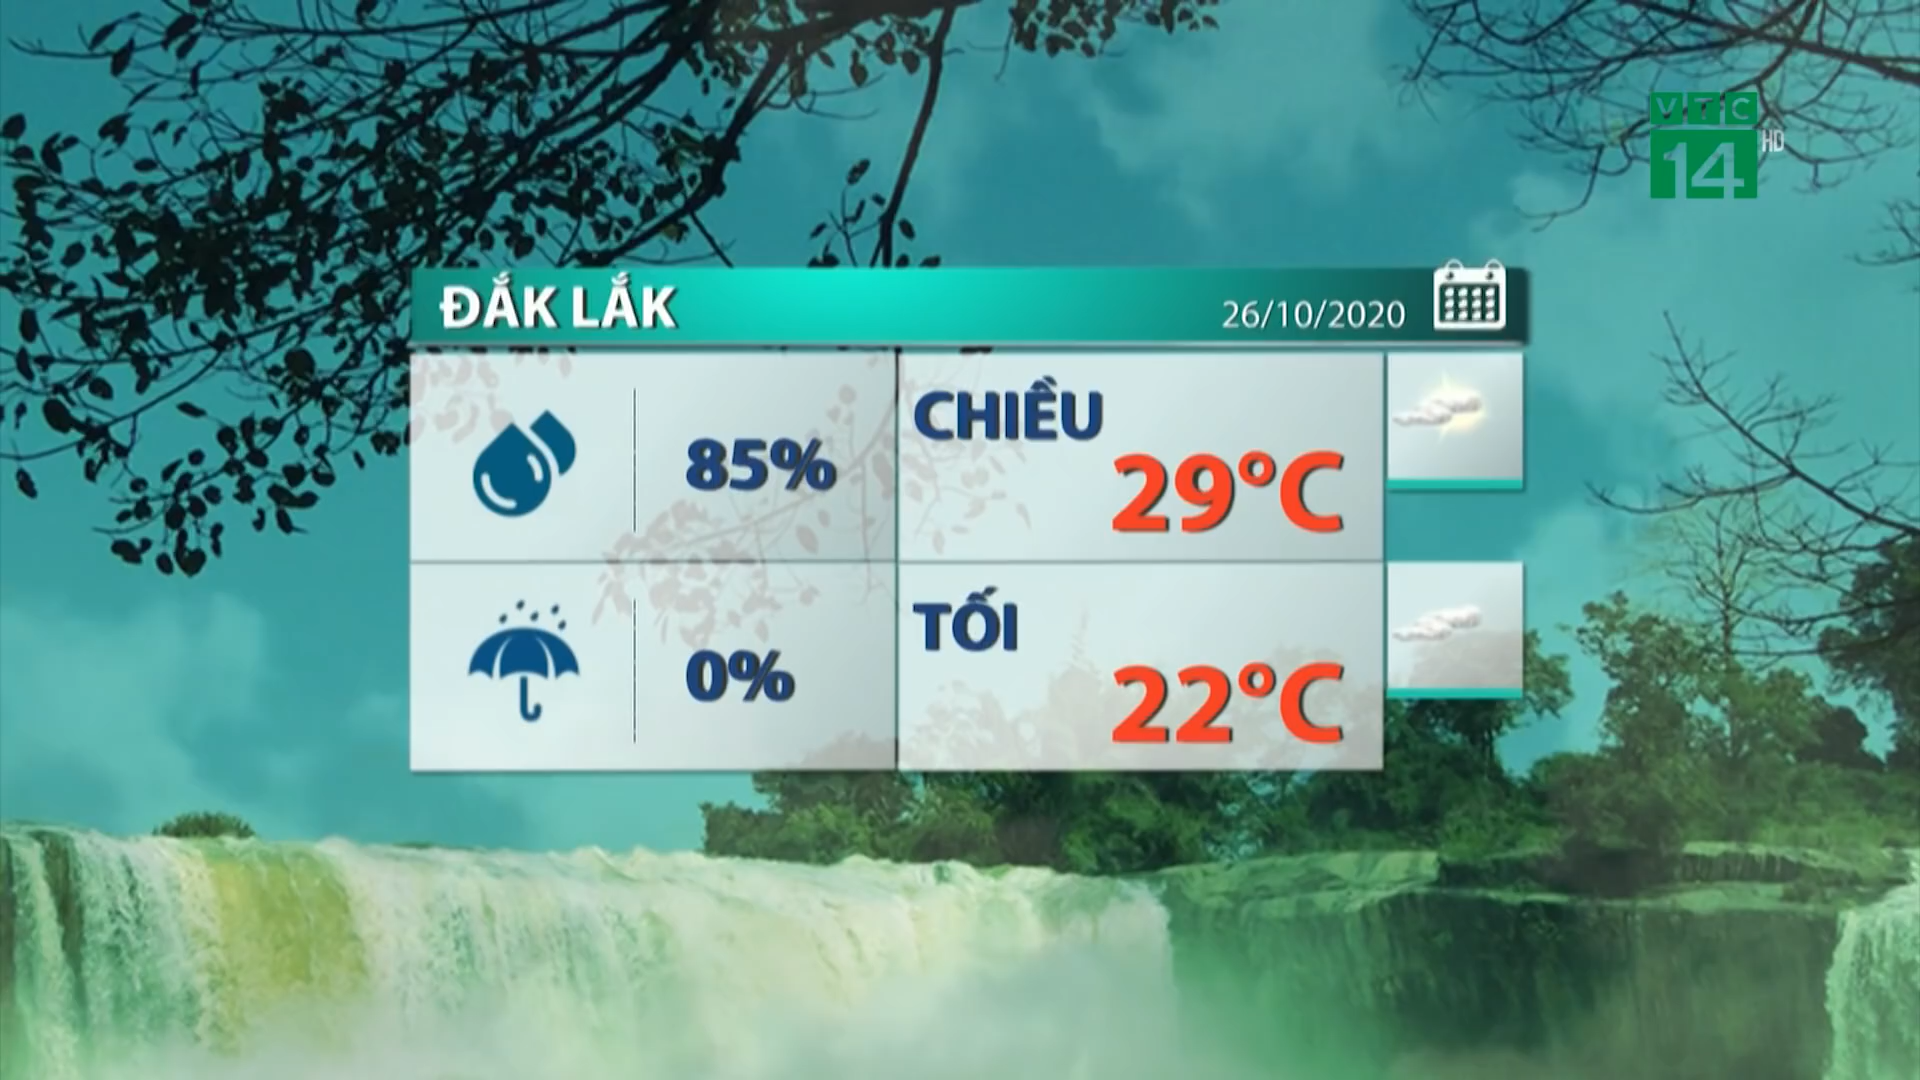 VTC
14 HD
ĐẮK LẮK
26/10/2020
85%
CHIỀU
29°C
0%
TỐI
22°C